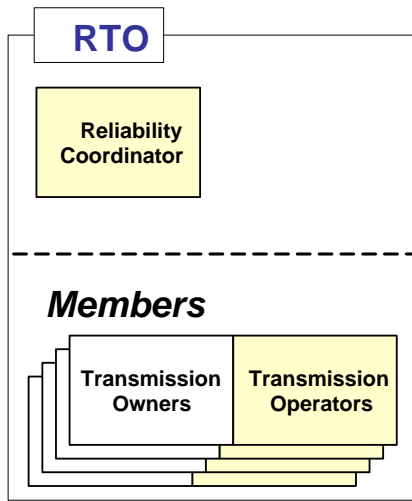 RTO
Reliability
Coordinator
Members
Transmission
Owners
Transmission
Operators